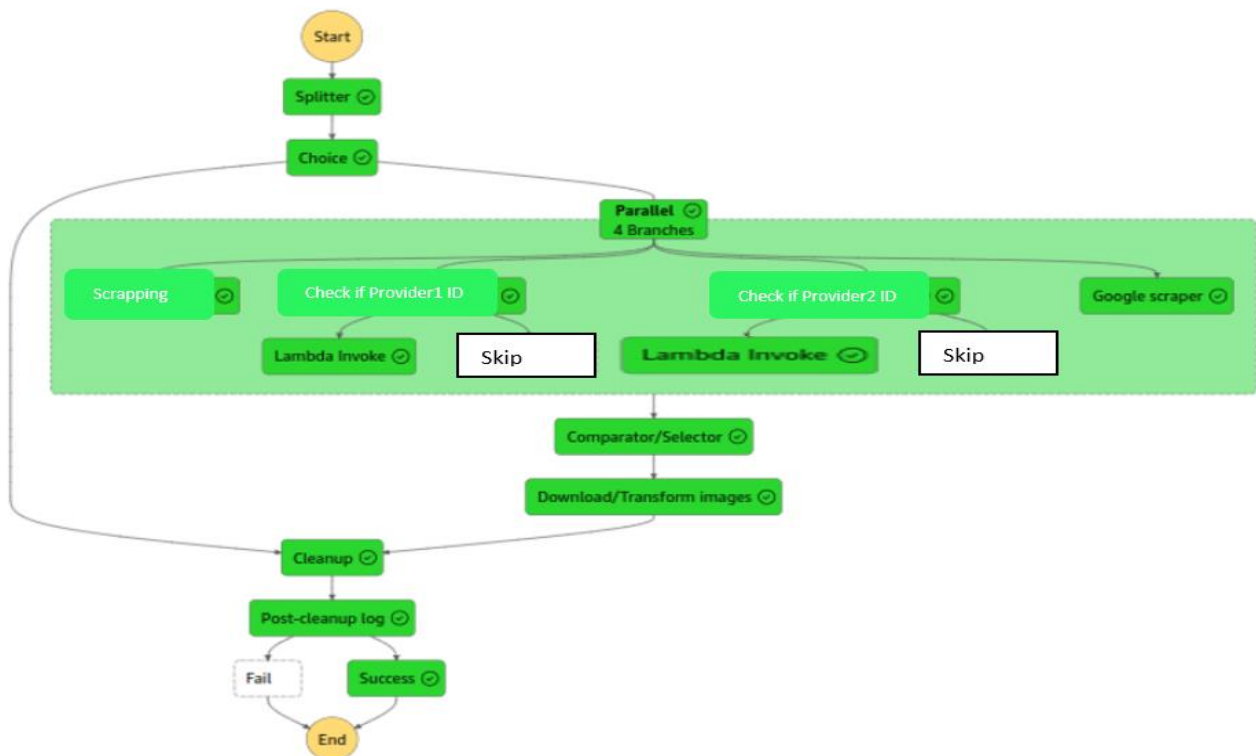 Start
Splitter
Choice
Parallel
4 Branches
Scrapping
Check if Provider1 ID
Check if Provider2 ID
Google scraper
Lambda Invoke
Skip
Lambda Invoke
Skip
Comparator/Selector
Download/Transform images
Cleanup
Post-cleanup log
Fail
Success
End